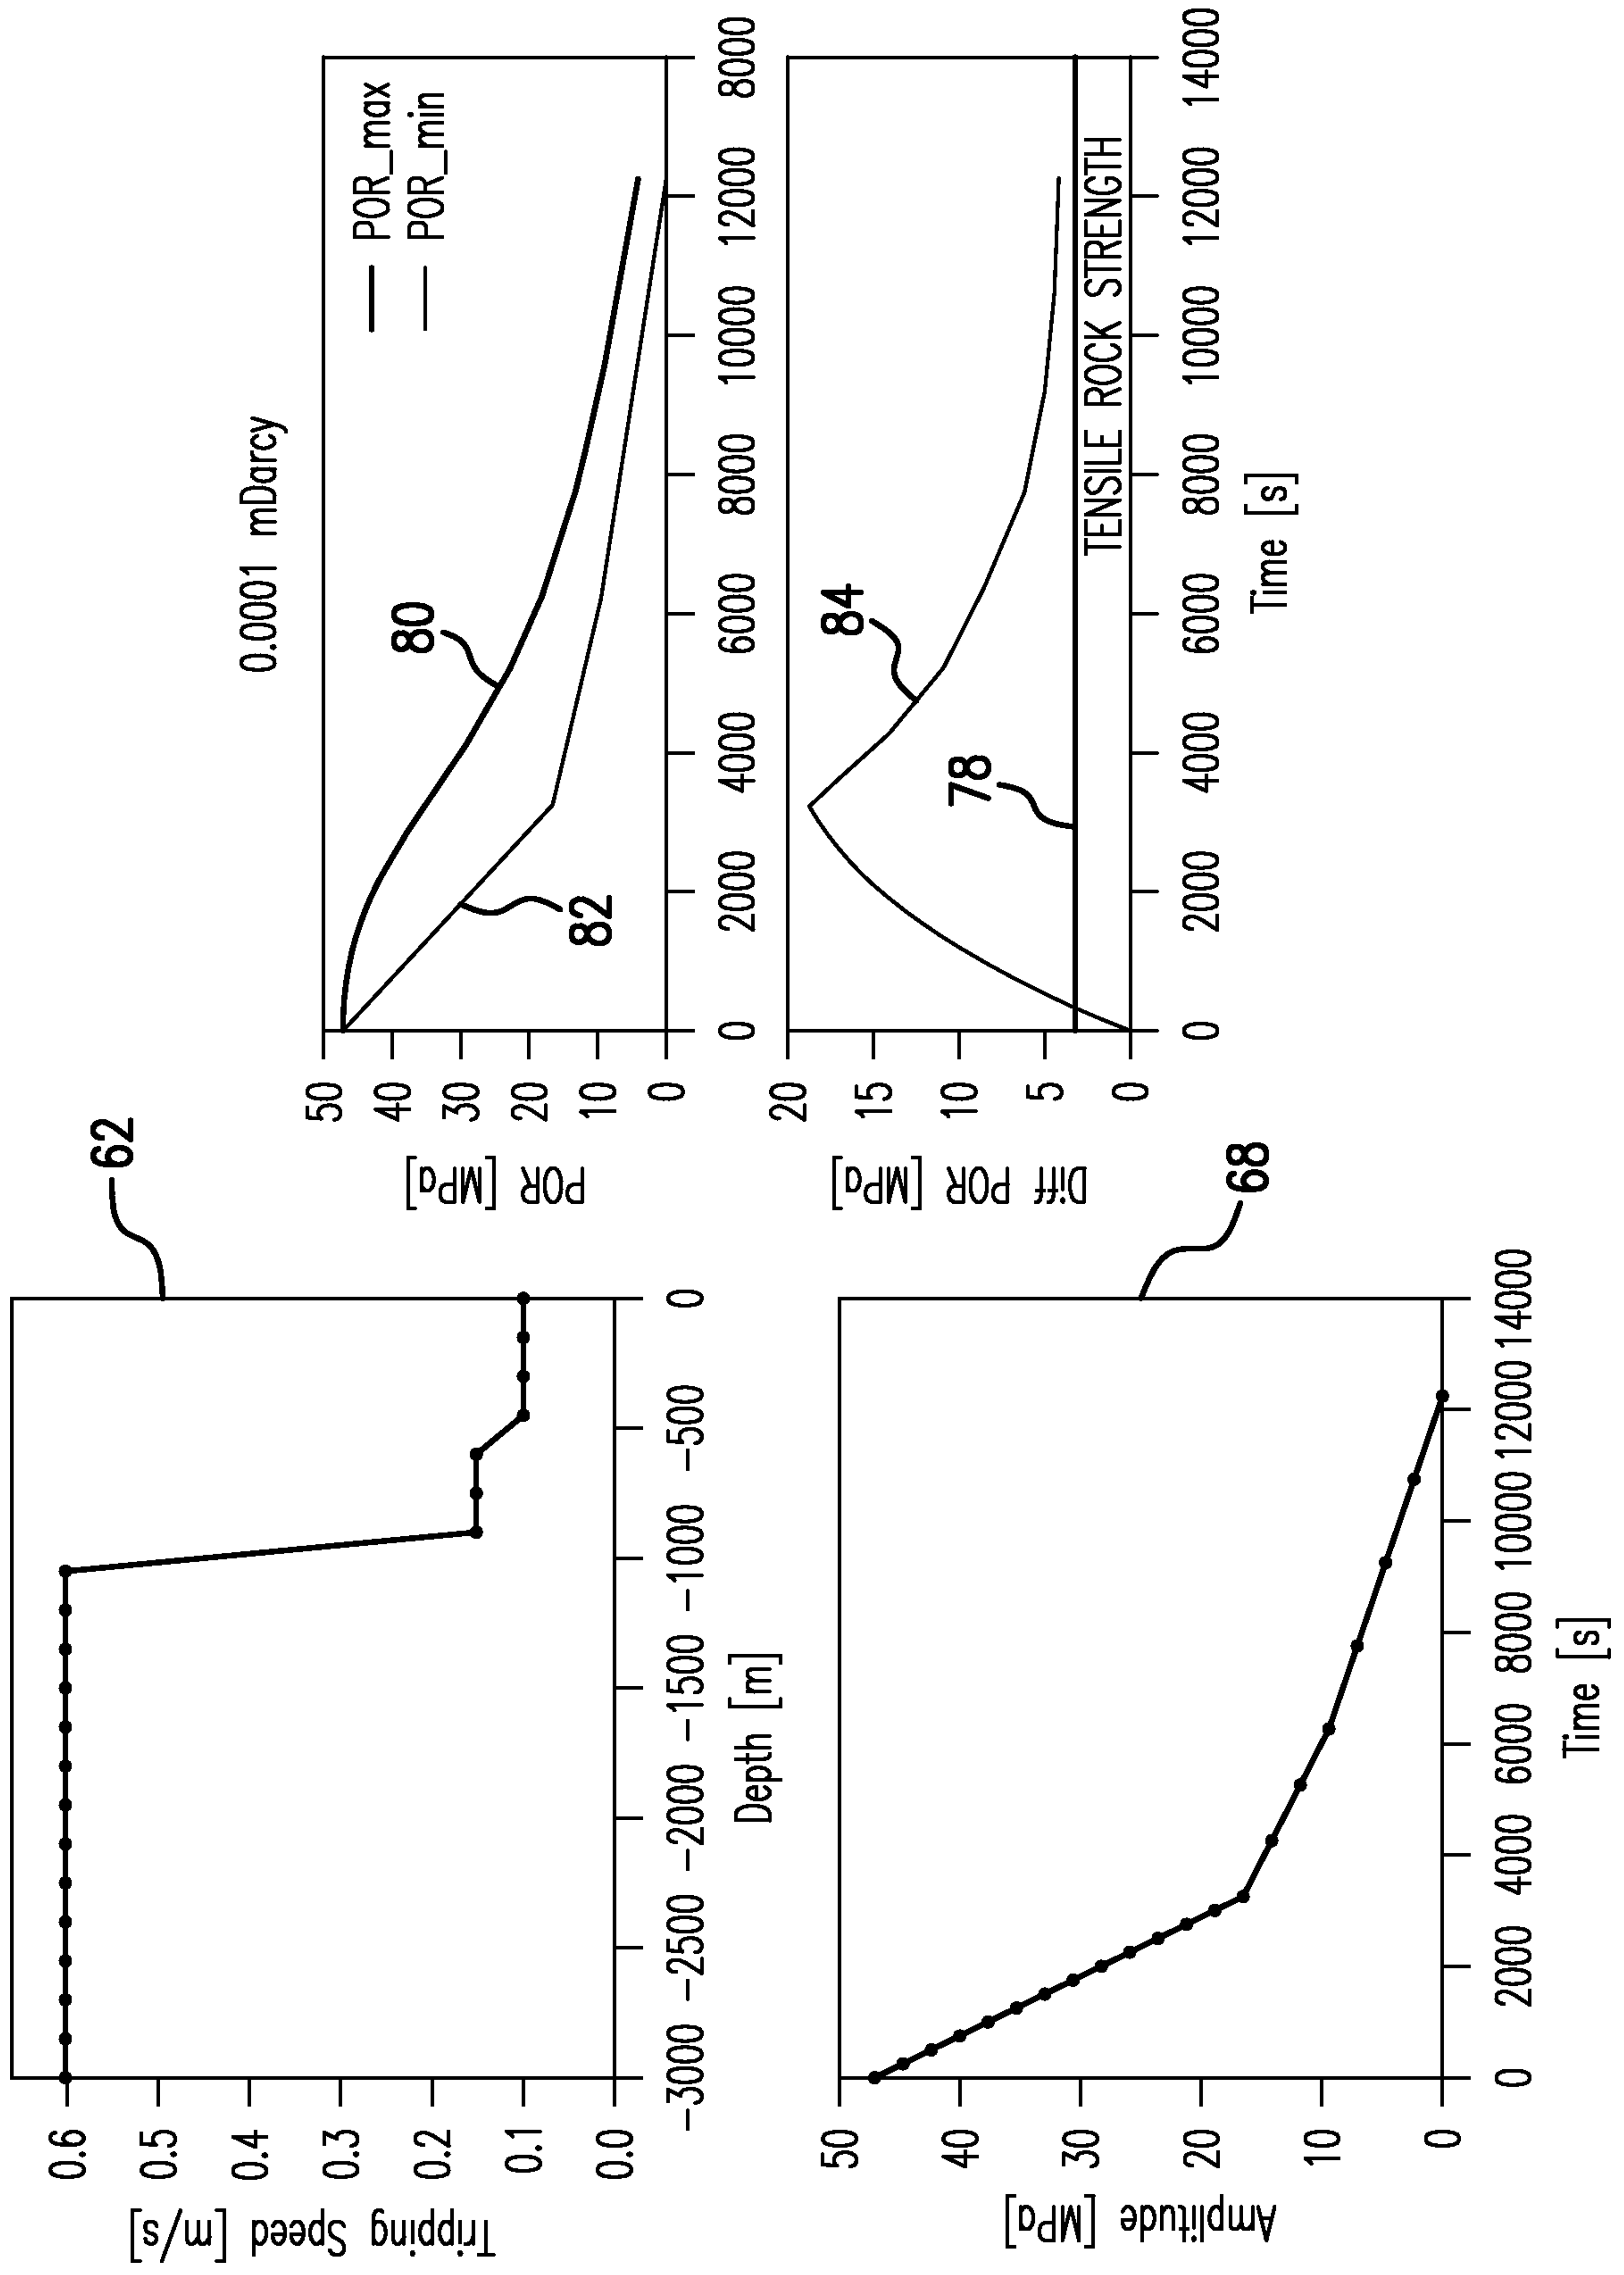 62
Tripping Speed [m/s]
0.6
0.5
0.4
0.3
0.2
0.1
0.0
-3000 -2500 -2000 -1500 -1000 -500 0
Depth [m]
68
Amplitude [MPa]
50
40
30
20
10
0
0 2000 4000 6000 8000 10000 12000 14000
Time [s]
0.0001 mDarcy
POR_max
POR_min
80
82
POR [MPa]
50
40
30
20
10
0
0 2000 4000 6000 8000 10000 12000 8000
84
78
TENSILE ROCK STRENGTH
Diff POR [MPa]
20
15
10
5
0
0 2000 4000 6000 8000 10000 12000 14000
Time [s]